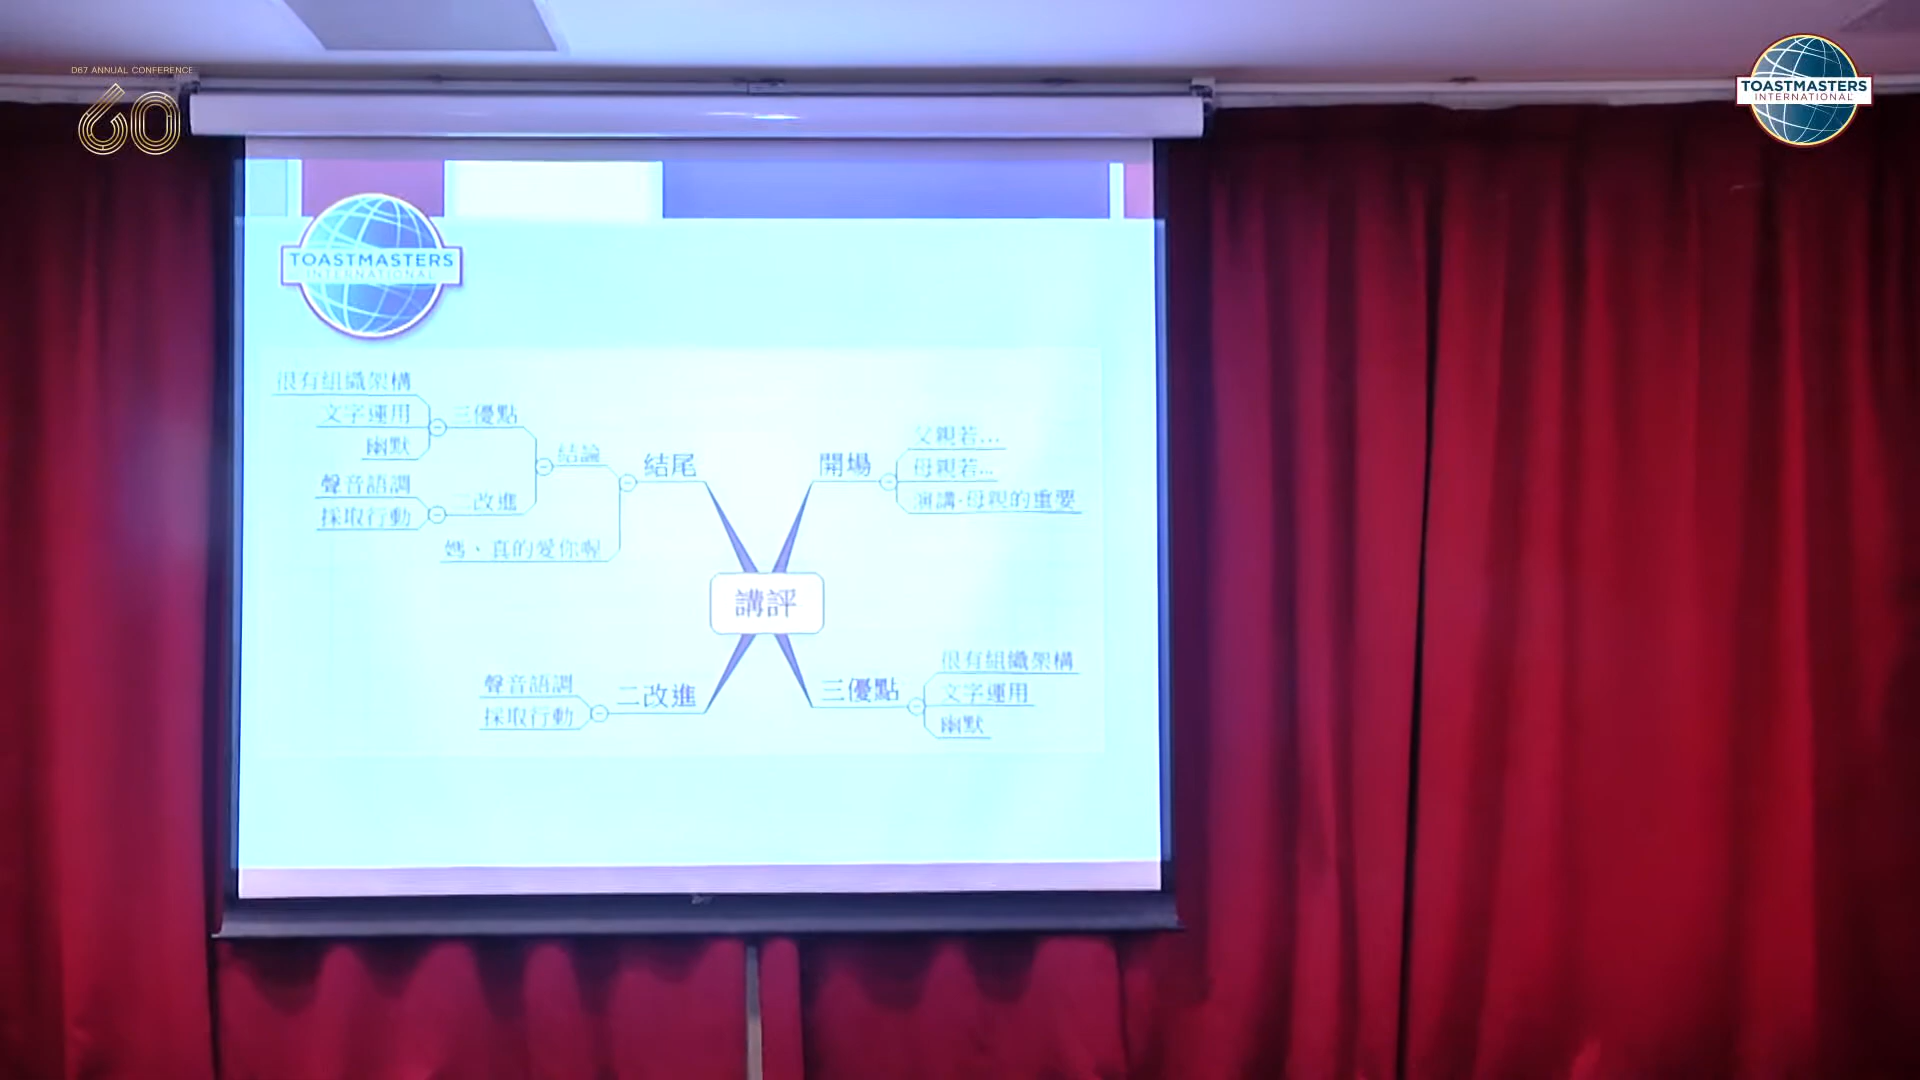 D67 ANNUAL CONFERENCE
60
TOASTMASTERS
INTERNATIONAL
TOASTMASTERS
INTERNATIONAL
很有組織架構
文字運用
幽默
三優點
聲音語調
採取行動
二改進
結論
媽、真的愛你喔
結尾
開場
父親若...
母親若...
演講-母親的重要
講評
聲音語調
採取行動
二改進
三優點
很有組織架構
文字運用
幽默